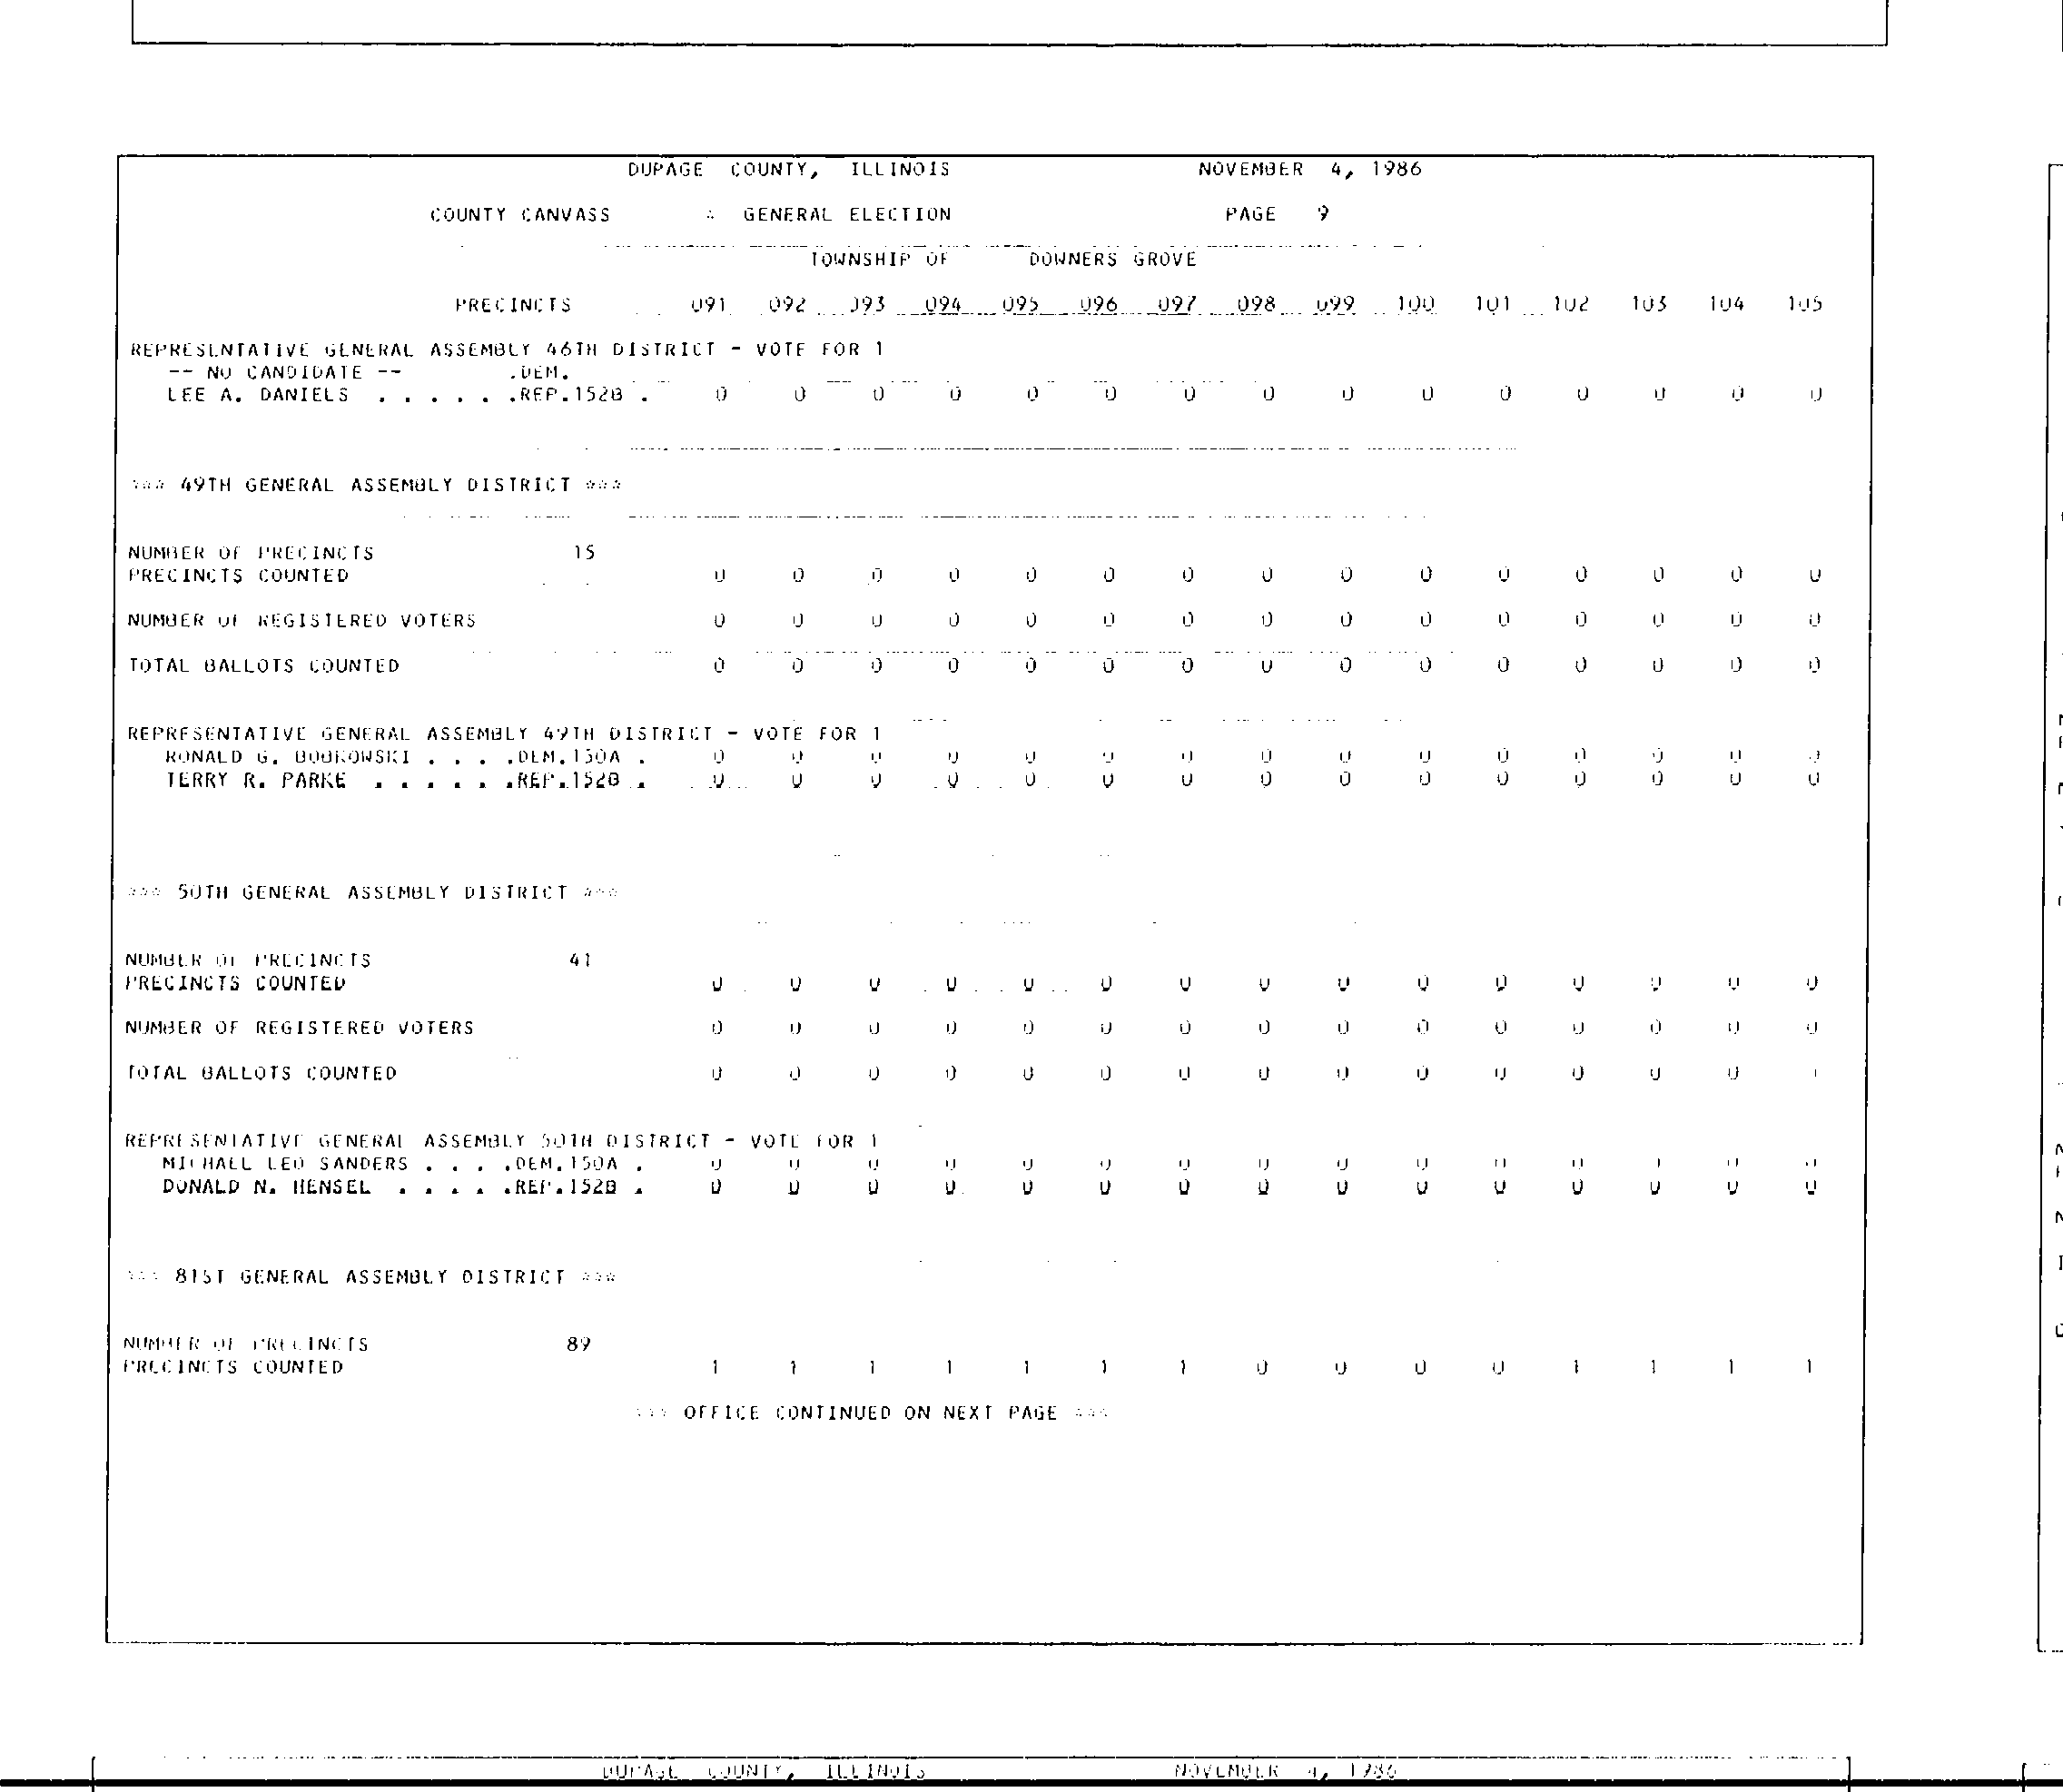 DUPAGE COUNTY, ILLINOIS NOVEMBER 4, 1986
COUNTY CANVASS * GENERAL ELECTION PAGE 9
TOWNSHIP OF DOWNERS GROVE
PRECINCTS 091 092 093 094 095 096 097 098 099 100 101 102 103 104 105
REPRESENTATIVE GENERAL ASSEMBLY 46TH DISTRICT - VOTE FOR 1
-- NO CANDIDATE -- .DEM.
LEE A. DANIELS . . . . . .REP.152B . 0 0 0 0 0 0 0 0 0 0 0 0 0 0 0
*** 49TH GENERAL ASSEMBLY DISTRICT ***
NUMBER OF PRECINCTS 15
PRECINCTS COUNTED 0 0 0 0 0 0 0 0 0 0 0 0 0 0 0
NUMBER OF REGISTERED VOTERS 0 0 0 0 0 0 0 0 0 0 0 0 0 0 0
TOTAL BALLOTS COUNTED 0 0 0 0 0 0 0 0 0 0 0 0 0 0 0
REPRESENTATIVE GENERAL ASSEMBLY 49TH DISTRICT - VOTE FOR 1
RONALD G. BOBKOWSKI . . . .DEM.150A . 0 0 0 0 0 0 0 0 0 0 0 0 0 0 0
TERRY R. PARKE . . . . . .REP.152B . 0 0 0 0 0 0 0 0 0 0 0 0 0 0 0
*** 50TH GENERAL ASSEMBLY DISTRICT ***
NUMBER OF PRECINCTS 41
PRECINCTS COUNTED 0 0 0 0 0 0 0 0 0 0 0 0 0 0 0
NUMBER OF REGISTERED VOTERS 0 0 0 0 0 0 0 0 0 0 0 0 0 0 0
TOTAL BALLOTS COUNTED 0 0 0 0 0 0 0 0 0 0 0 0 0 0
REPRESENTATIVE GENERAL ASSEMBLY 50TH DISTRICT - VOTE FOR 1
MICHAEL LEO SANDERS . . . .DEM.150A . 0 0 0 0 0 0 0 0 0 0 0 0 0 0 0
DONALD N. HENSEL . . . . .REP.152B . 0 0 0 0 0 0 0 0 0 0 0 0 0 0 0
*** 81ST GENERAL ASSEMBLY DISTRICT ***
NUMBER OF PRECINCTS 89
PRECINCTS COUNTED 1 1 1 1 1 1 1 0 0 0 0 1 1 1 1
*** OFFICE CONTINUED ON NEXT PAGE ***
DUPAGE COUNTY, ILLINOIS NOVEMBER 4, 1986